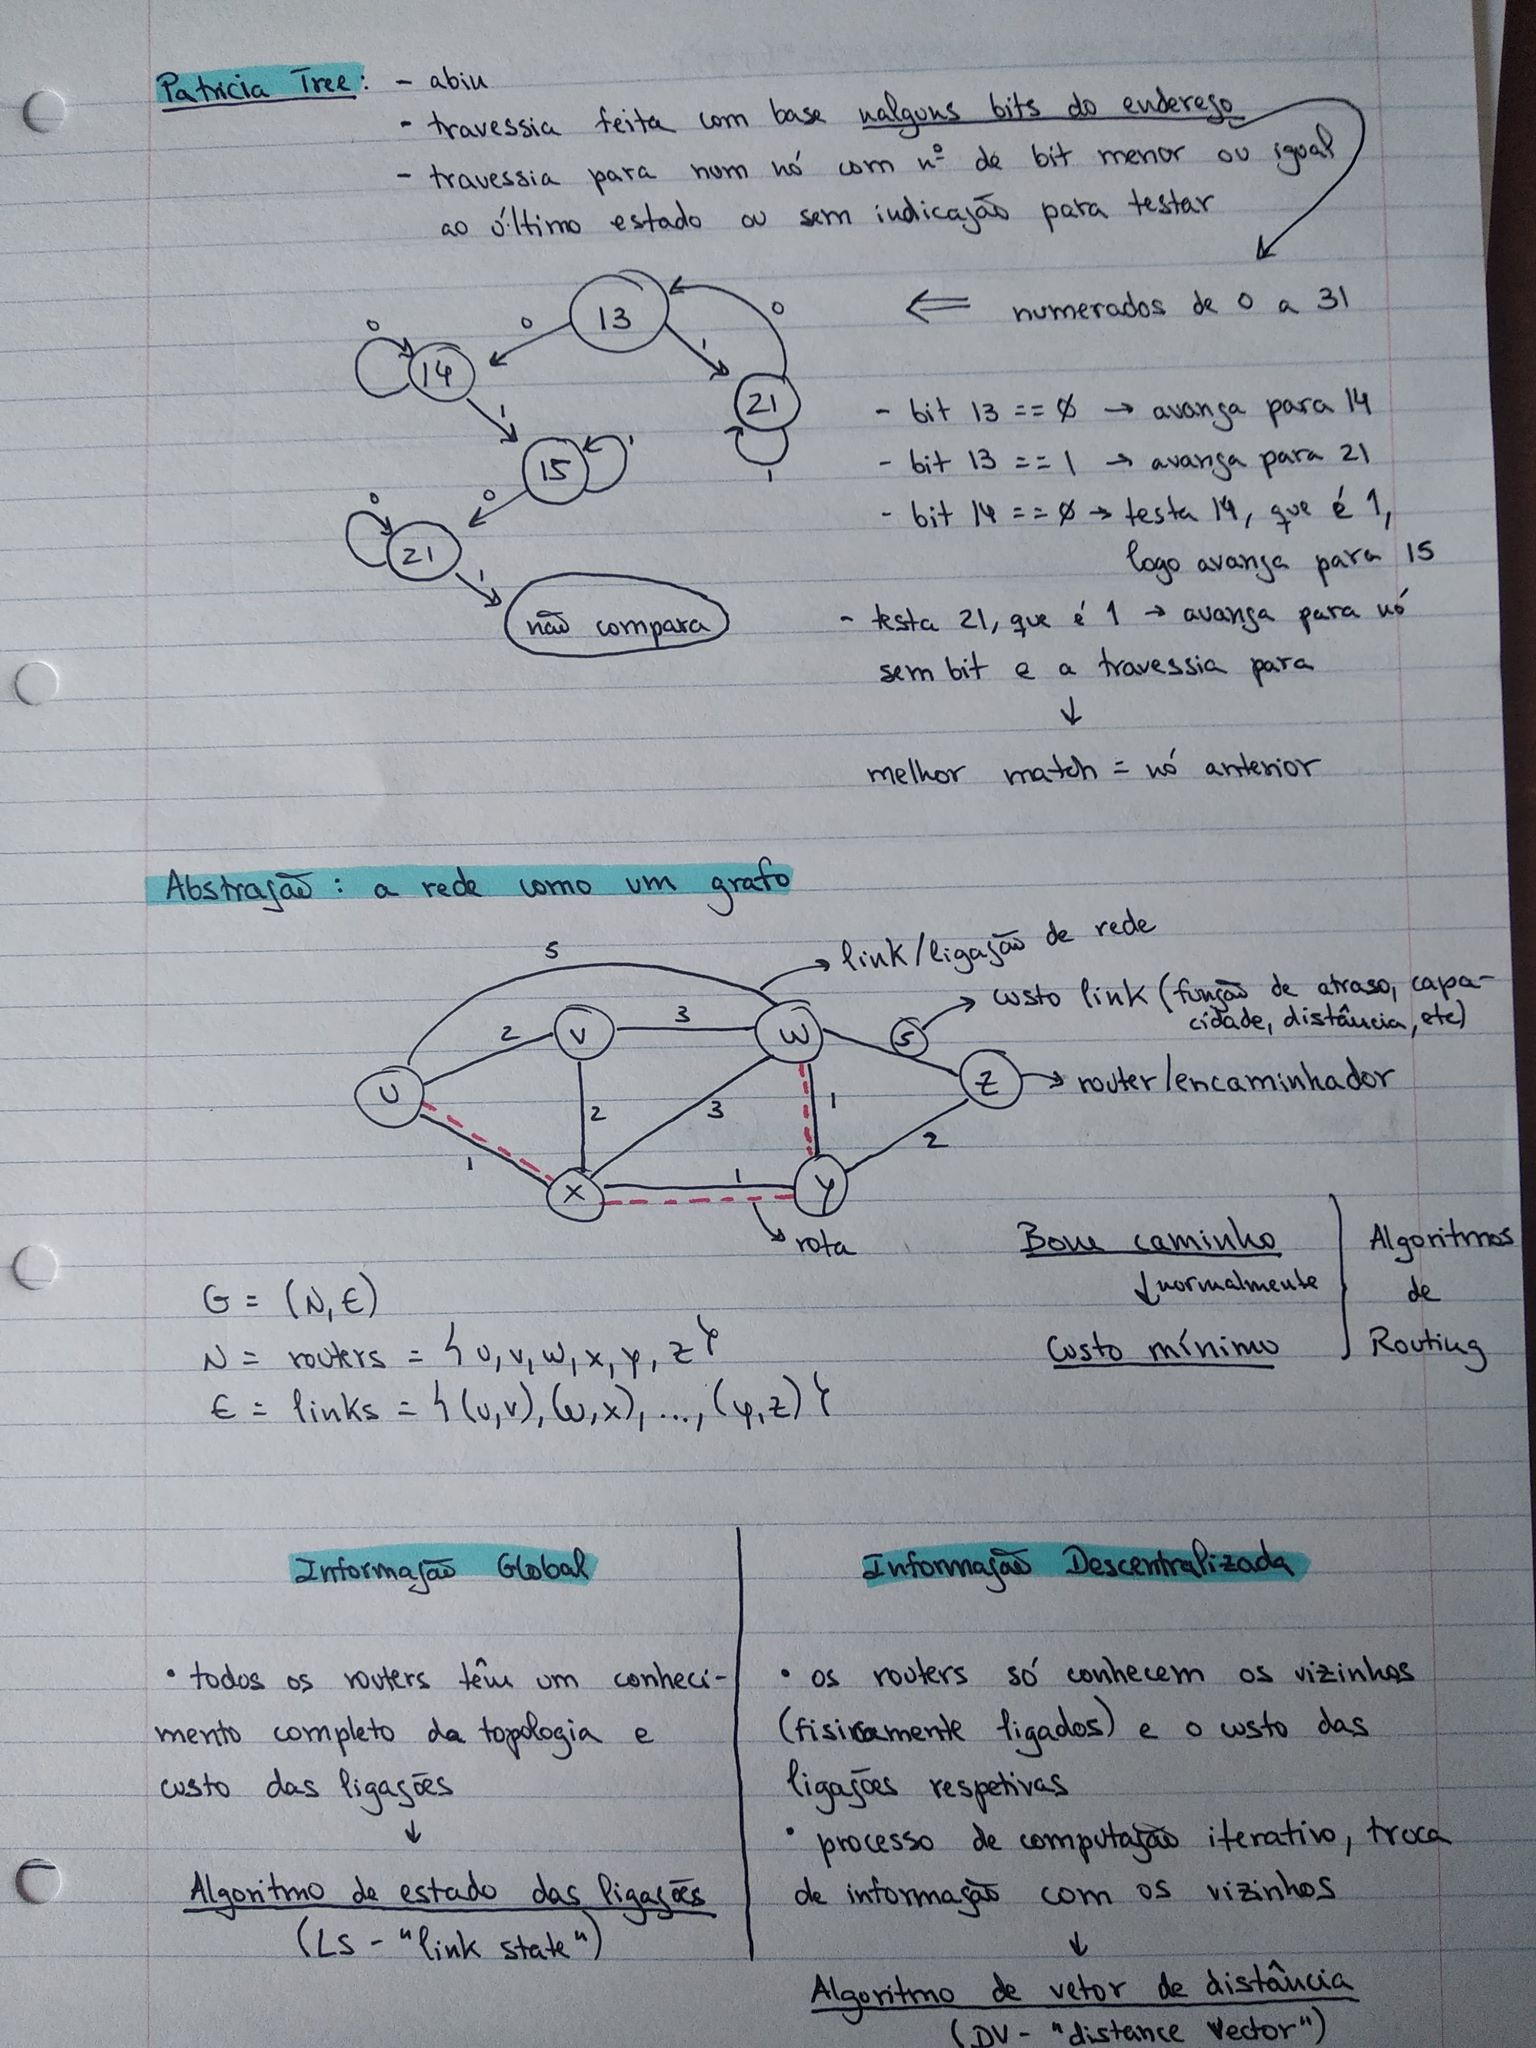 Patricia Tree: - abiu
- travessia feita com base nalguns bits do endereço
- travessia para num nó com nº de bit menor ou igual
ao último estado ou sem indicação para testar
0
13
0
1
0
14
1
21
1
15
1
0
0
21
1
não compara
⇐ numerados de 0 a 31
- bit 13 == Ø → avança para 14
- bit 13 == 1 → avança para 21
- bit 14 == Ø → testa 14, que é 1,
logo avança para 15
- testa 21, que é 1 → avança para nó
sem bit e a travessia para
↓
melhor match = nó anterior
Abstração: a rede como um grafo
5
link/ligação de rede
custo link (função de atraso, capa-
cidade, distância, etc)
2
V
3
W
5
Z
router/encaminhador
U
2
3
1
2
1
X
1
Y
rota
Bom caminho
↓ normalmente
Custo mínimo
Algoritmos
de
Routing
G = (N, E)
N = routers = {u, v, w, x, y, z}
E = links = {(u,v), (w,x), ..., (y,z)}
Informação Global
• todos os routers têm um conheci-
mento completo da topologia e
custo das ligações
↓
Algoritmo de estado das ligações
(LS - "link state")
Informação Descentralizada
• os routers só conhecem os vizinhos
(fisicamente ligados) e o custo das
ligações respetivas
• processo de computação iterativo, troca
de informação com os vizinhos
↓
Algoritmo de vetor de distância
(DV - "distance vector")